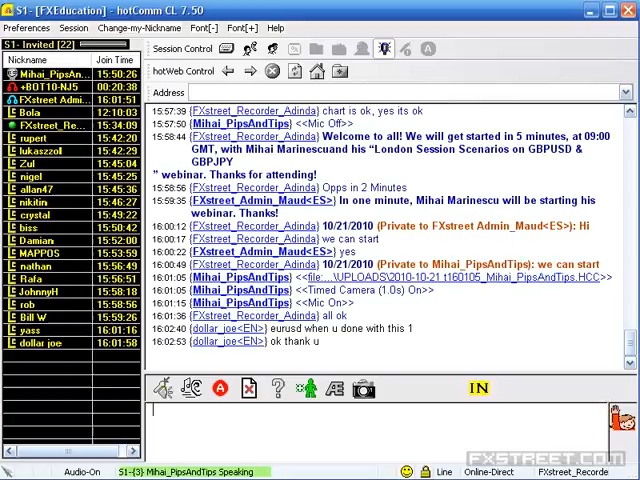 S1- [FXEducation] - hotComm CL 7.50
Preferences Session Change-my-Nickname Font[-] Font[+] Help
S1- Invited [22]
Session Control
Nickname Join Time
hotWeb Control
Address
Mihai_PipsAn... 15:50:26
+BOT10-NJ5 00:20:38
FXstreet Admi... 16:01:51
Bola 12:10:03
FXstreet_Re... 15:34:09
rupert 15:42:20
lukaszzol 15:42:29
Zul 15:45:04
nigel 15:45:25
allan47 15:45:36
nikitin 15:46:27
crystal 15:49:22
biss 15:50:42
Damian 15:52:00
MAPPOS 15:53:59
nathan 15:56:49
Rafa 15:56:51
JohnnyH 15:58:18
rob 15:58:56
Bill W 15:59:26
yass 16:01:16
dollar joe 16:01:58
15:57:39 {FXstreet_Recorder_Adinda} chart is ok, yes its ok
15:57:50 {Mihai_PipsAndTips} <<Mic Off>>
15:58:44 {FXstreet_Recorder_Adinda} Welcome to all! We will get started in 5 minutes, at 09:00
GMT, with Mihai Marinescuand his “London Session Scenarios on GBPUSD &
GBPJPY
” webinar. Thanks for attending!
15:58:56 {FXstreet_Recorder_Adinda} Opps in 2 Minutes
15:59:35 {FXstreet_Admin_Maud<ES>} In one minute, Mihai Marinescu will be starting his
webinar. Thanks!
16:00:12 {FXstreet_Recorder_Adinda} 10/21/2010 (Private to FXstreet Admin_Maud<ES>): Hi
16:00:17 {FXstreet_Recorder_Adinda} we can start
16:00:22 {FXstreet_Admin_Maud<ES>} yes
16:00:49 {FXstreet_Recorder_Adinda} 10/21/2010 (Private to Mihai_PipsAndTips): we can start
16:01:05 {Mihai_PipsAndTips} <<file:...\UPLOADS\2010-10-21 t160105_Mihai_PipsAndTips.HCC>>
16:01:05 {Mihai_PipsAndTips} <<Timed Camera (1.0s) On>>
16:01:15 {Mihai_PipsAndTips} <<Mic On>>
16:01:36 {FXstreet_Recorder_Adinda} all ok
16:02:40 {dollar_joe<EN>} eurusd when u done with this 1
16:02:53 {dollar_joe<EN>} ok thank u
IN
FXSTREET.COM
Audio-On S1-{3} Mihai_PipsAndTips Speaking Line Online-Direct FXstreet_Recorde